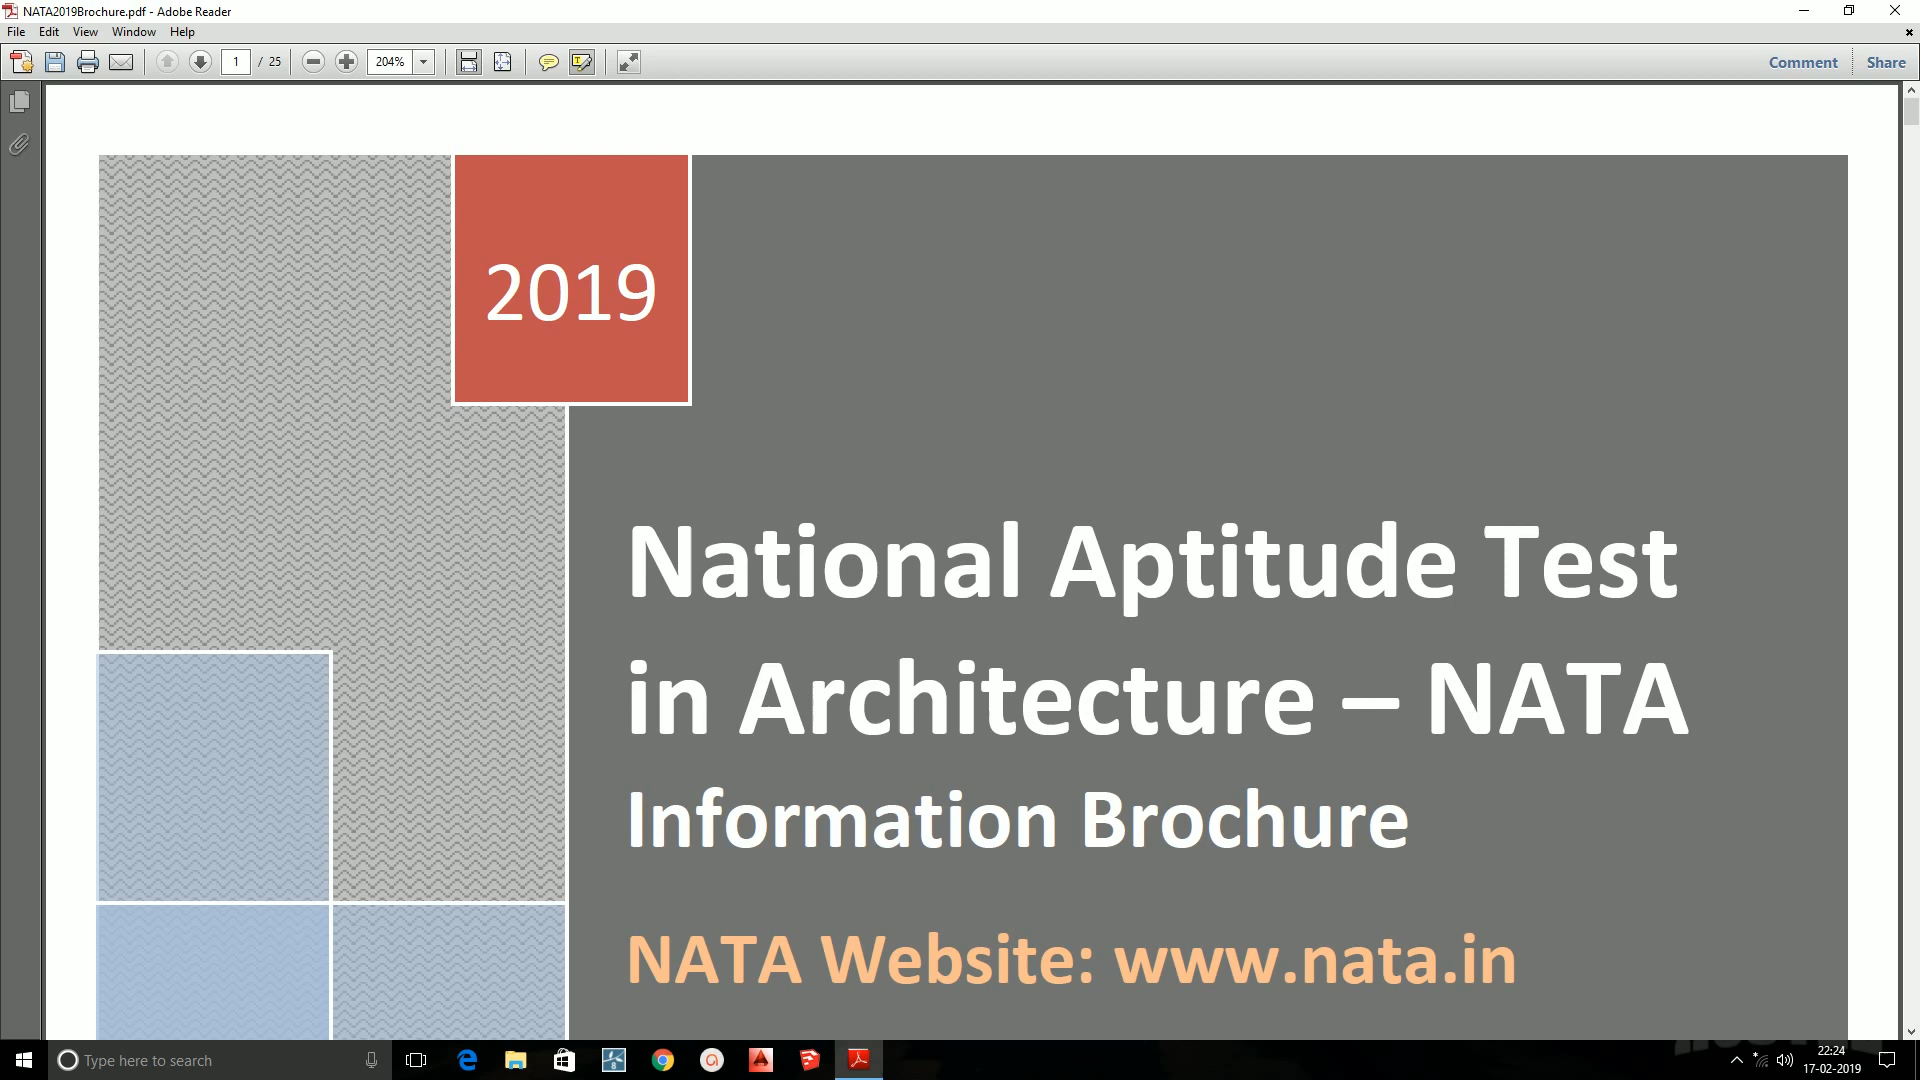 NATA2019Brochure.pdf - Adobe Reader
File Edit View Window Help
1 / 25 204% Comment Share
2019
National Aptitude Test
in Architecture – NATA
Information Brochure
NATA Website: www.nata.in
Type here to search
22:24
17-02-2019